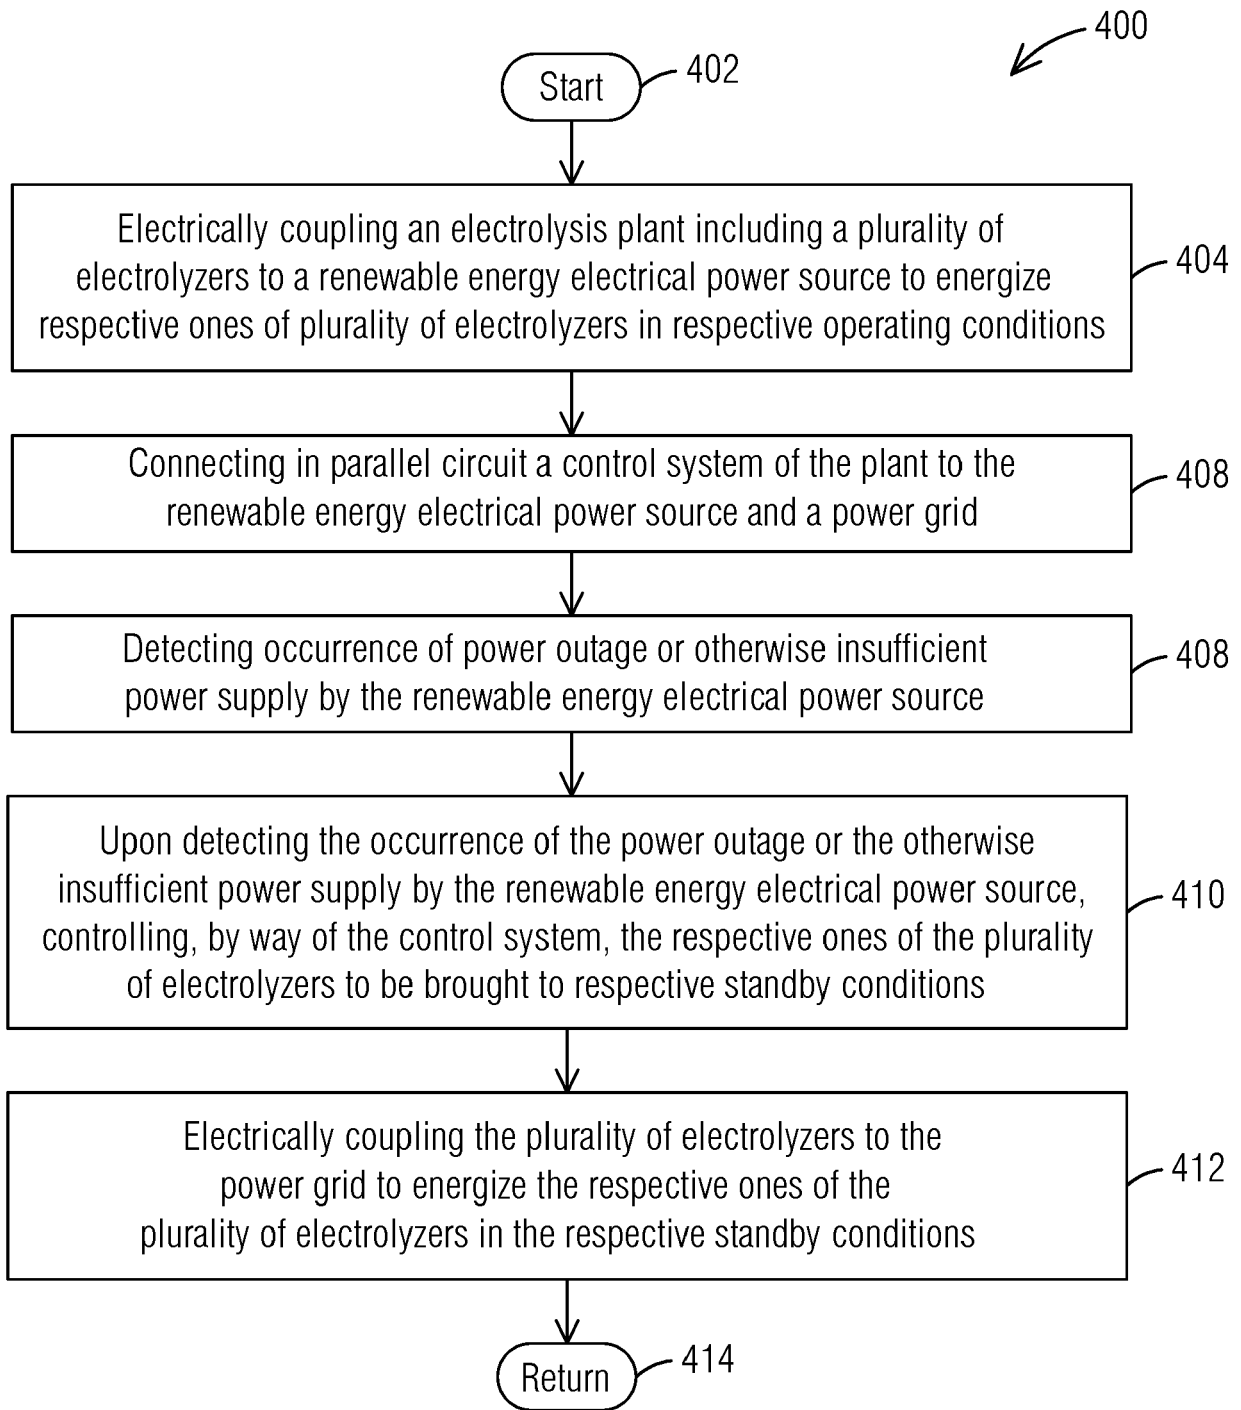 400
Start
402
Electrically coupling an electrolysis plant including a plurality of
electrolyzers to a renewable energy electrical power source to energize
respective ones of plurality of electrolyzers in respective operating conditions
404
Connecting in parallel circuit a control system of the plant to the
renewable energy electrical power source and a power grid
408
Detecting occurrence of power outage or otherwise insufficient
power supply by the renewable energy electrical power source
408
Upon detecting the occurrence of the power outage or the otherwise
insufficient power supply by the renewable energy electrical power source,
controlling, by way of the control system, the respective ones of the plurality
of electrolyzers to be brought to respective standby conditions
410
Electrically coupling the plurality of electrolyzers to the
power grid to energize the respective ones of the
plurality of electrolyzers in the respective standby conditions
412
Return
414